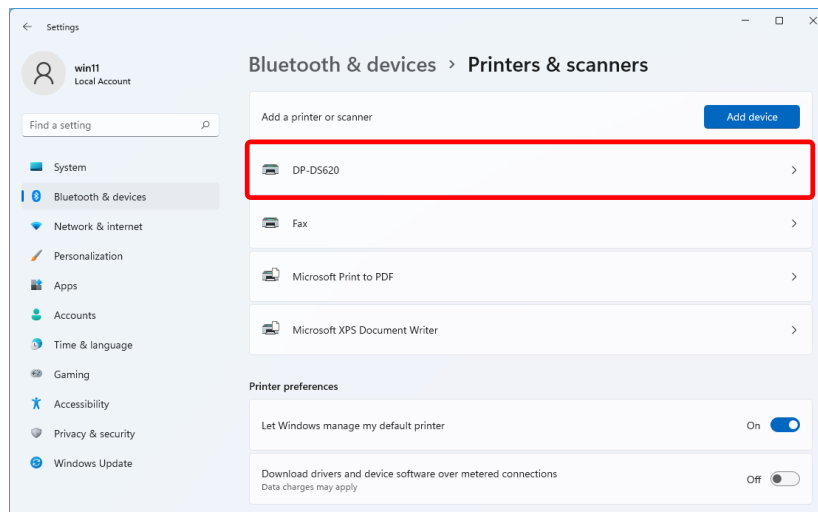 Settings
win11
Local Account
Find a setting
System
Bluetooth & devices
Network & internet
Personalization
Apps
Accounts
Time & language
Gaming
Accessibility
Privacy & security
Windows Update
Bluetooth & devices > Printers & scanners
Add a printer or scanner
Add device
DP-DS620
Fax
Microsoft Print to PDF
Microsoft XPS Document Writer
Printer preferences
Let Windows manage my default printer
On
Download drivers and device software over metered connections
Data charges may apply
Off